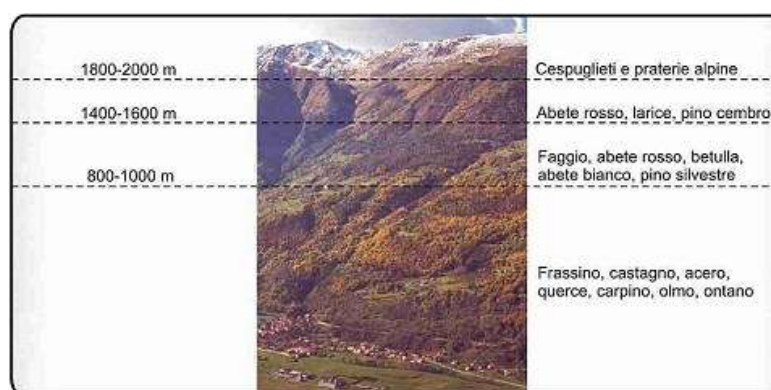 1800-2000 m
Cespuglieti e praterie alpine
1400-1600 m
Abete rosso, larice, pino cembro
800-1000 m
Faggio, abete rosso, betulla,
abete bianco, pino silvestre
Frassino, castagno, acero,
querce, carpino, olmo, ontano